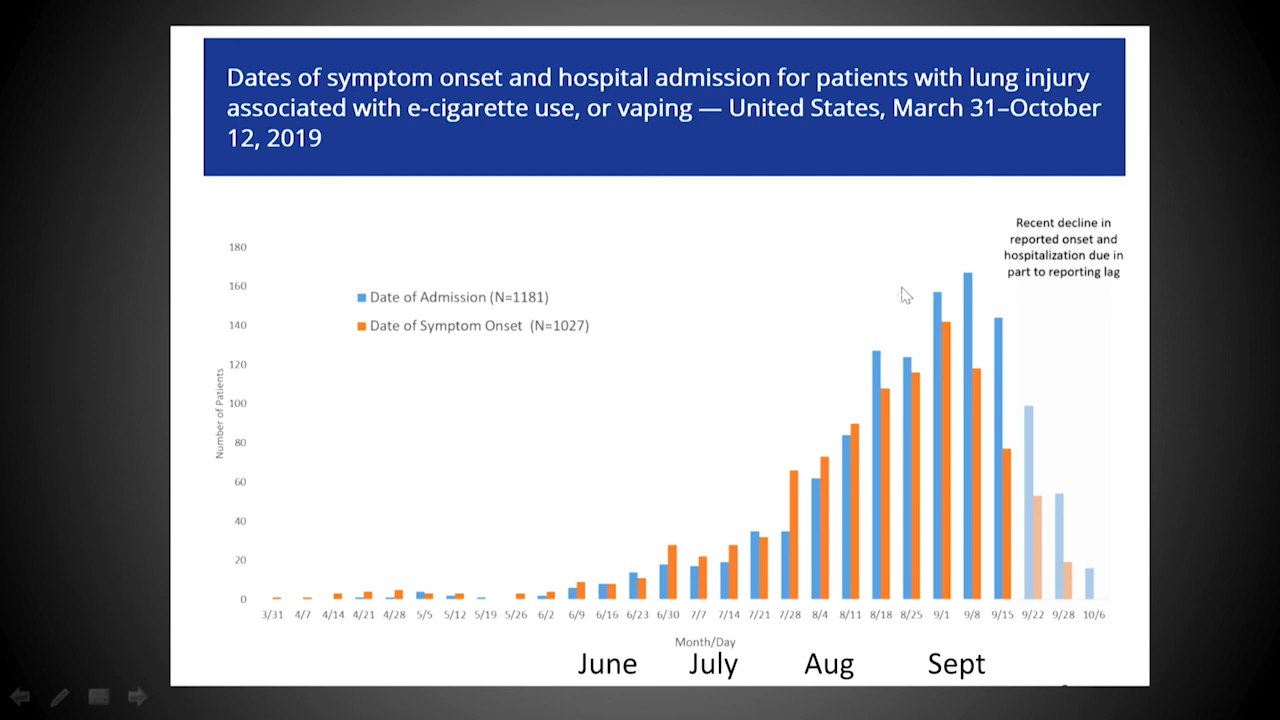 Dates of symptom onset and hospital admission for patients with lung injury
associated with e-cigarette use, or vaping — United States, March 31–October
12, 2019
Recent decline in
reported onset and
hospitalization due in
part to reporting lag
180
160
140
120
100
80
60
40
20
0
Number of Patients
Date of Admission (N=1181)
Date of Symptom Onset (N=1027)
3/31 4/7 4/14 4/21 4/28 5/5 5/12 5/19 5/26 6/2 6/9 6/16 6/23 6/30 7/7 7/14 7/21 7/28 8/4 8/11 8/18 8/25 9/1 9/8 9/15 9/22 9/28 10/6
Month/Day
June July Aug Sept